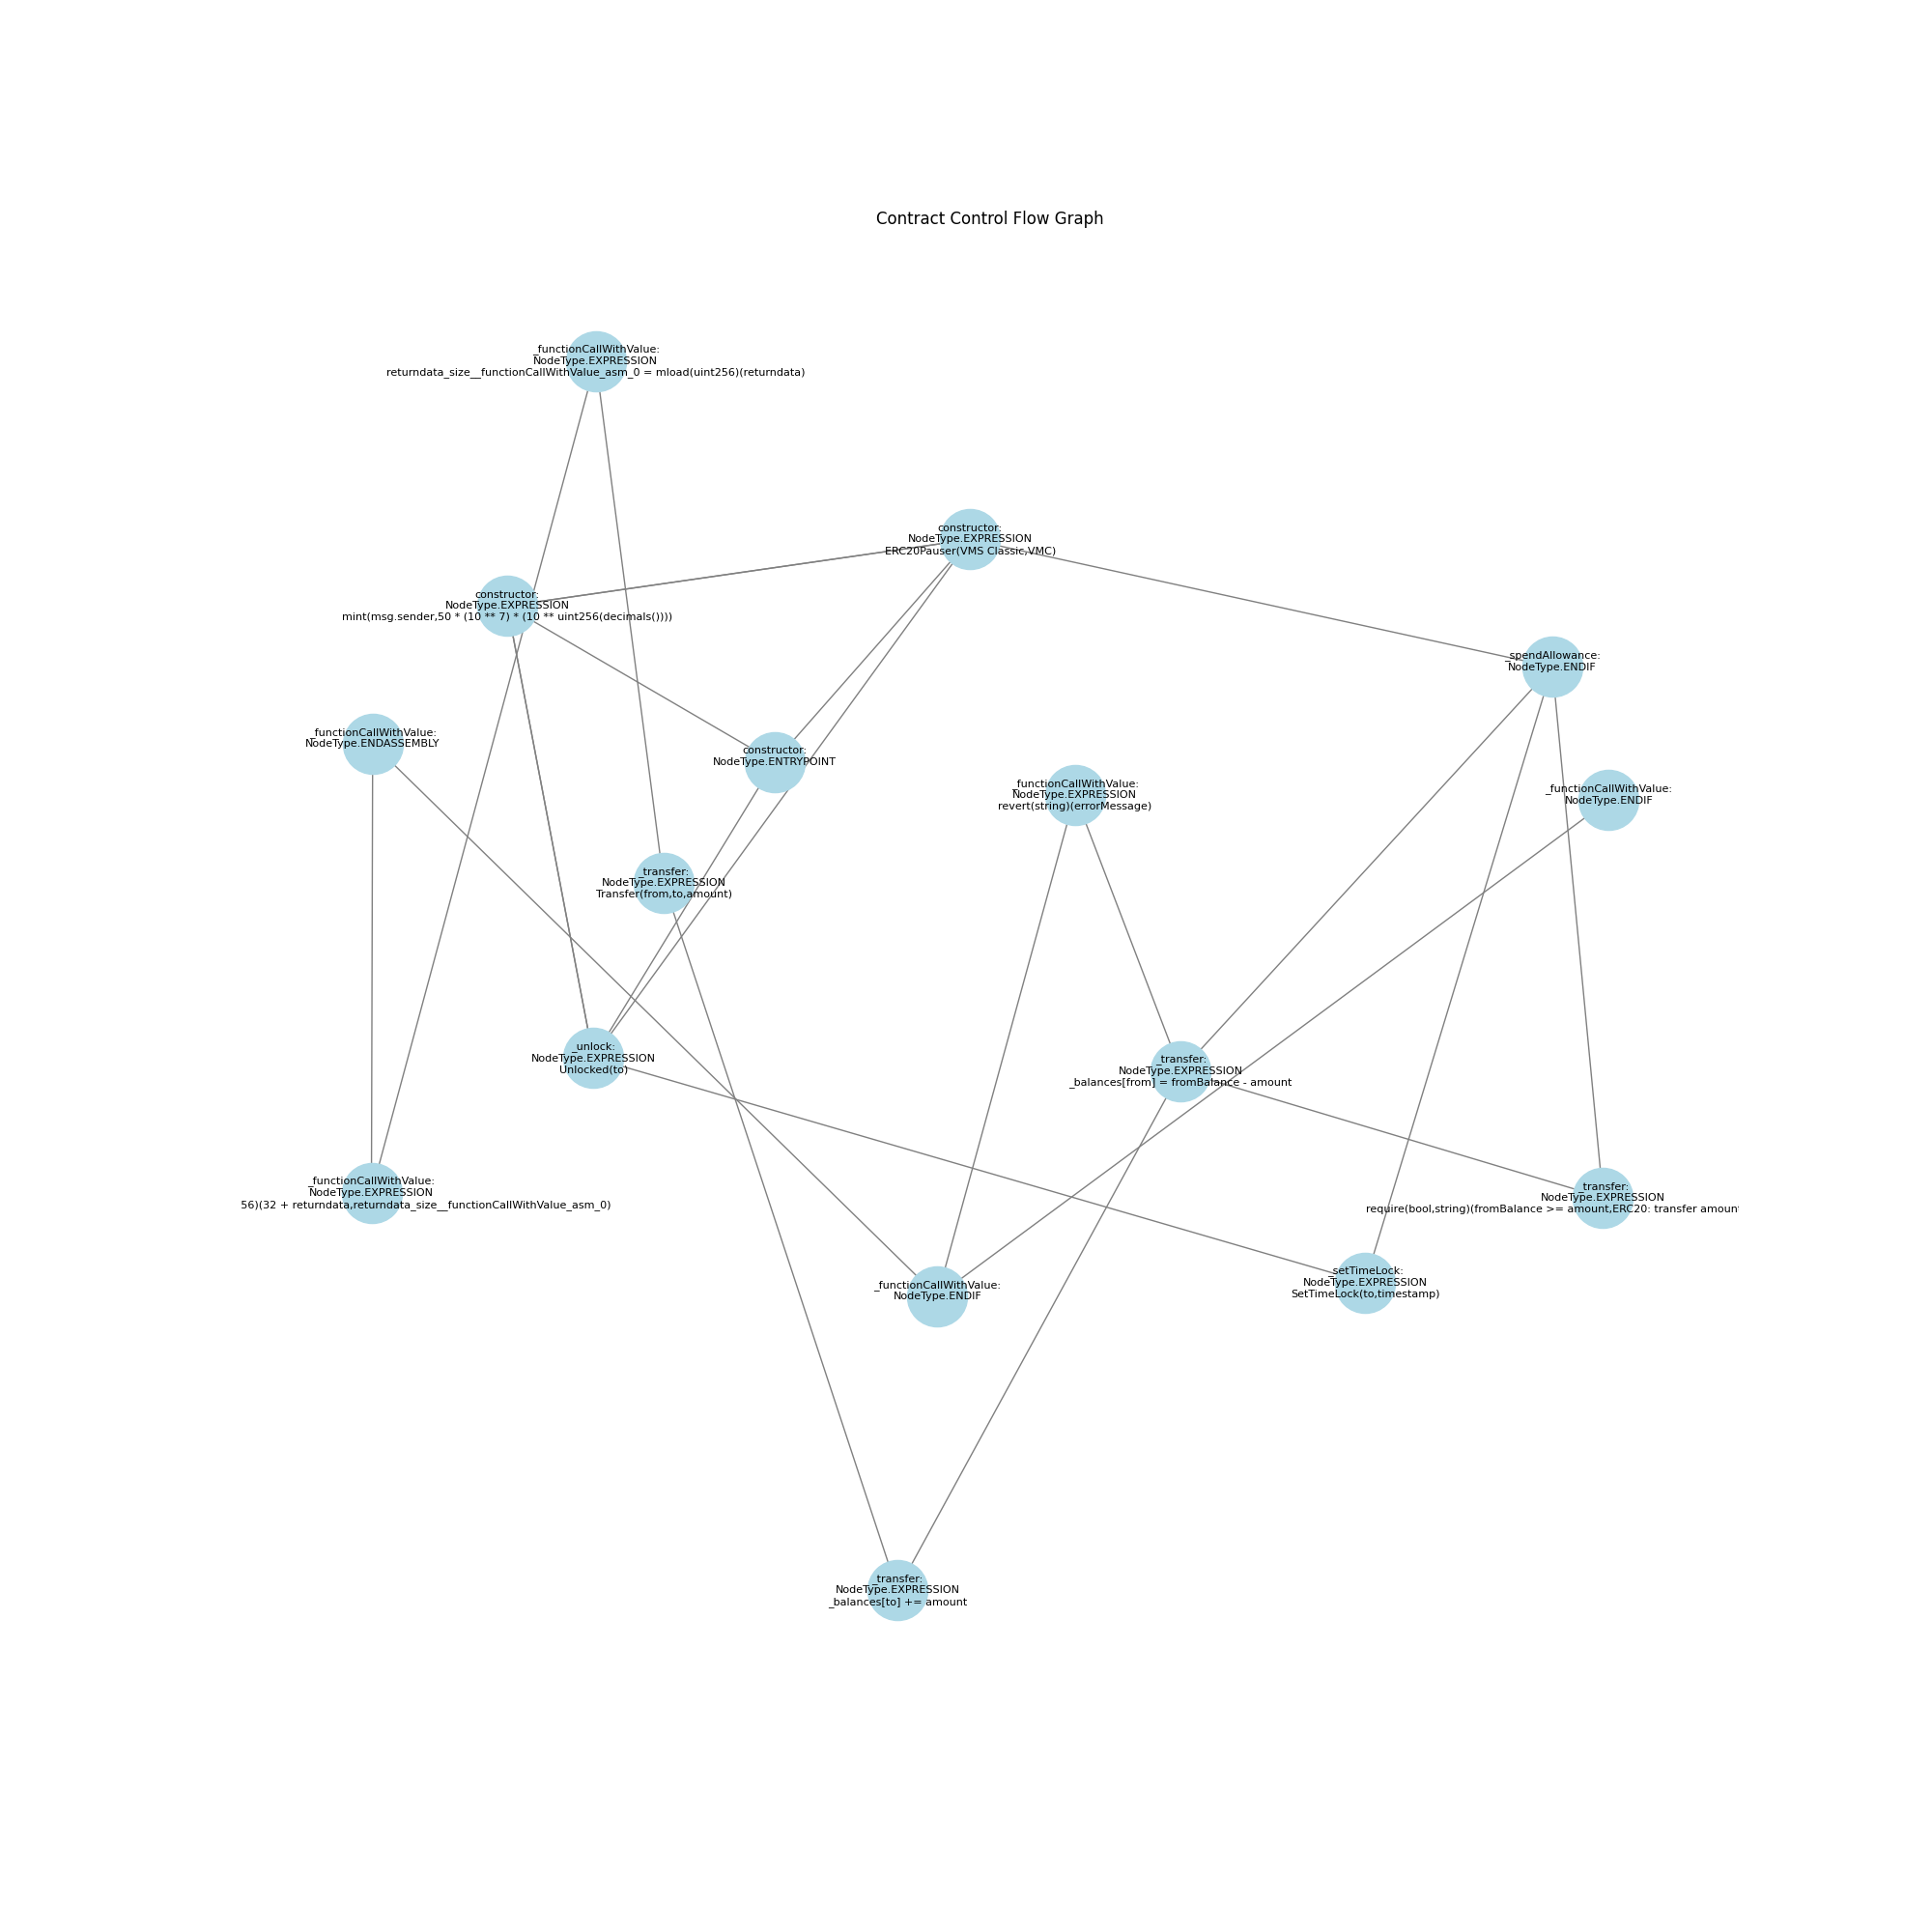 Contract Control Flow Graph
_functionCallWithValue:
NodeType.EXPRESSION
returndata_size__functionCallWithValue_asm_0 = mload(uint256)(returndata)
constructor:
NodeType.EXPRESSION
ERC20Pauser(VMS Classic,VMC)
constructor:
NodeType.EXPRESSION
mint(msg.sender,50 * (10 ** 7) * (10 ** uint256(decimals())))
_spendAllowance:
NodeType.ENDIF
_functionCallWithValue:
NodeType.ENDASSEMBLY
constructor:
NodeType.ENTRYPOINT
_functionCallWithValue:
NodeType.EXPRESSION
revert(string)(errorMessage)
_functionCallWithValue:
NodeType.ENDIF
_transfer:
NodeType.EXPRESSION
Transfer(from,to,amount)
_unlock:
NodeType.EXPRESSION
Unlocked(to)
_transfer:
NodeType.EXPRESSION
_balances[from] = fromBalance - amount
_functionCallWithValue:
NodeType.EXPRESSION
56)(32 + returndata,returndata_size__functionCallWithValue_asm_0)
_transfer:
NodeType.EXPRESSION
require(bool,string)(fromBalance >= amount,ERC20: transfer amoun
_setTimeLock:
NodeType.EXPRESSION
SetTimeLock(to,timestamp)
_functionCallWithValue:
NodeType.ENDIF
_transfer:
NodeType.EXPRESSION
_balances[to] += amount